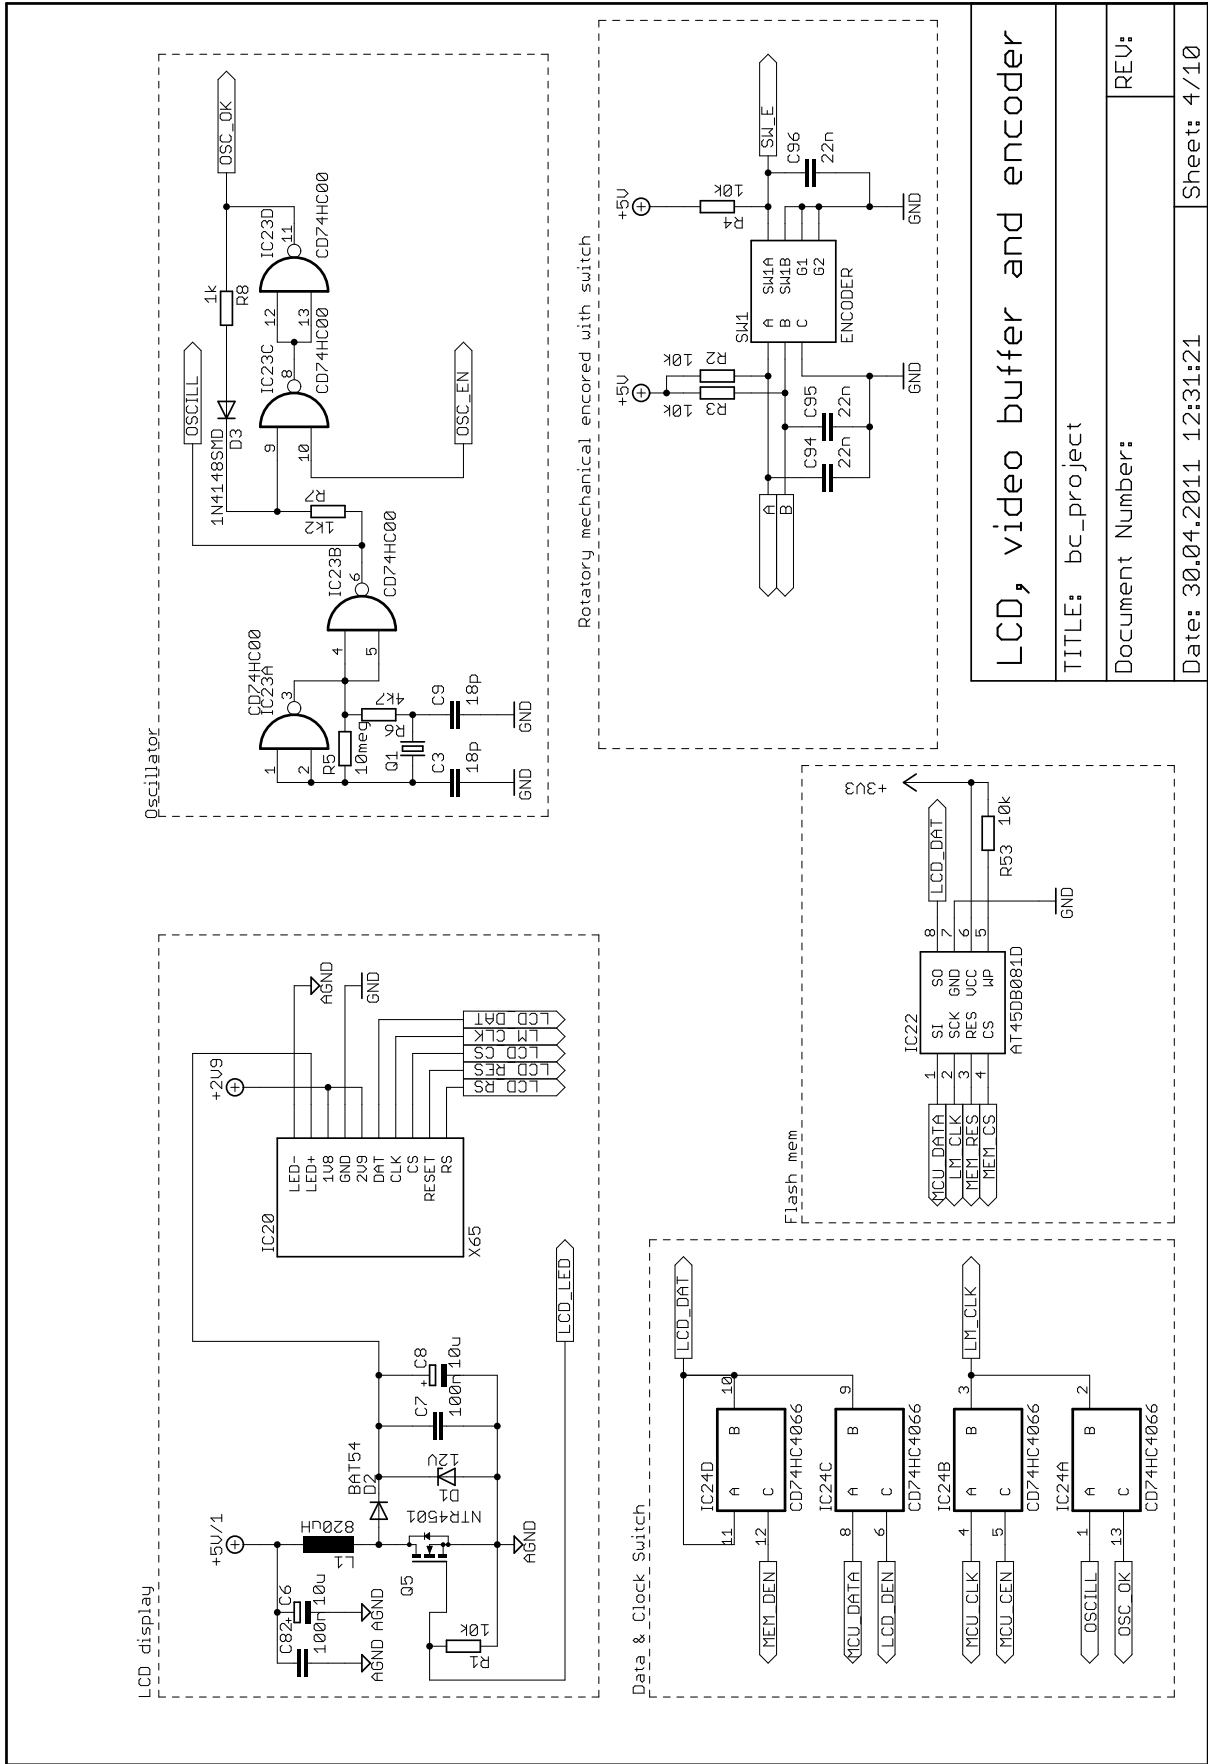 LCD display
+5V/1
C82
100n
AGND
C6
+
10u
AGND
L1
820uH
Q5
NTR4501
R1
10k
AGND
BAT54
D2
D1
12V
C7
100n
C8
+
10u
LCD_LED
+2V9
AGND
GND
IC20
LED-
LED+
1V8
GND
2V9
DAT
CLK
CS
RESET
RS
X65
LCD_DAT
LM_CLK
LCD_CS
LCD_RES
LCD_RS
Oscillator
CD74HC00
IC23A
1
2
3
R5
10meg
R6
4k7
Q1
C3
18p
C9
18p
GND
GND
IC23B
4
5
6
CD74HC00
OSCILL
R7
1k2
1N4148SMD
D3
1k
R8
IC23C
9
10
8
CD74HC00
IC23D
12
13
11
CD74HC00
OSC_OK
OSC_EN
Data & Clock Switch
LCD_DAT
IC24D
11
12
10
A
B
C
CD74HC4066
MEM_DEN
IC24C
8
6
9
A
B
C
CD74HC4066
MCU_DATA
LCD_DEN
LM_CLK
IC24B
4
5
3
A
B
C
CD74HC4066
MCU_CLK
MCU_CEN
IC24A
1
13
2
A
B
C
CD74HC4066
OSCILL
OSC_OK
Flash mem
MCU_DATA
LM_CLK
MEM_RES
MEM_CS
1
2
3
4
IC22
SI
SO
SCK
GND
RES
VCC
CS
WP
AT45DB081D
8
7
6
5
LCD_DAT
+3V3
R53
10k
GND
Rotatory mechanical encored with switch
A
B
C94
22n
C95
22n
+5V
R3
10k
R2
10k
GND
SW1
A
B
C
SW1A
SW1B
G1
G2
ENCODER
+5V
R4
10k
SW_E
C96
22n
GND
LCD, video buffer and encoder
TITLE: bc_project
Document Number:
REV:
Date: 30.04.2011 12:31:21
Sheet: 4/10